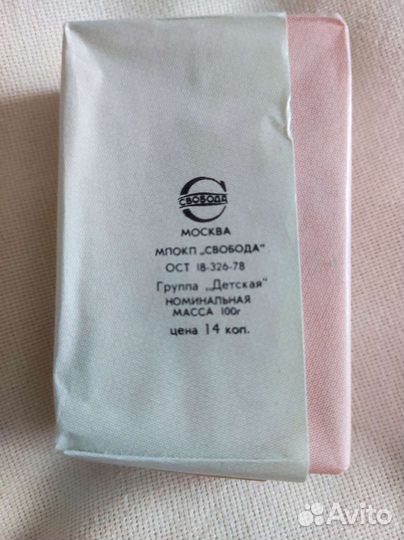 СВОБОДА
МОСКВА
МПОКП „СВОБОДА"
ОСТ 18-326-78
Группа „Детская"
НОМИНАЛЬНАЯ
МАССА 100г
цена 14 коп.
Avito